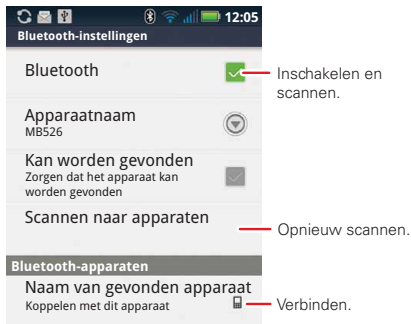 12:05
Bluetooth-instellingen
Bluetooth
Inschakelen en
scannen.
Apparaatnaam
MB526
Kan worden gevonden
Zorgen dat het apparaat kan
worden gevonden
Scannen naar apparaten
Opnieuw scannen.
Bluetooth-apparaten
Naam van gevonden apparaat
Koppelen met dit apparaat
Verbinden.